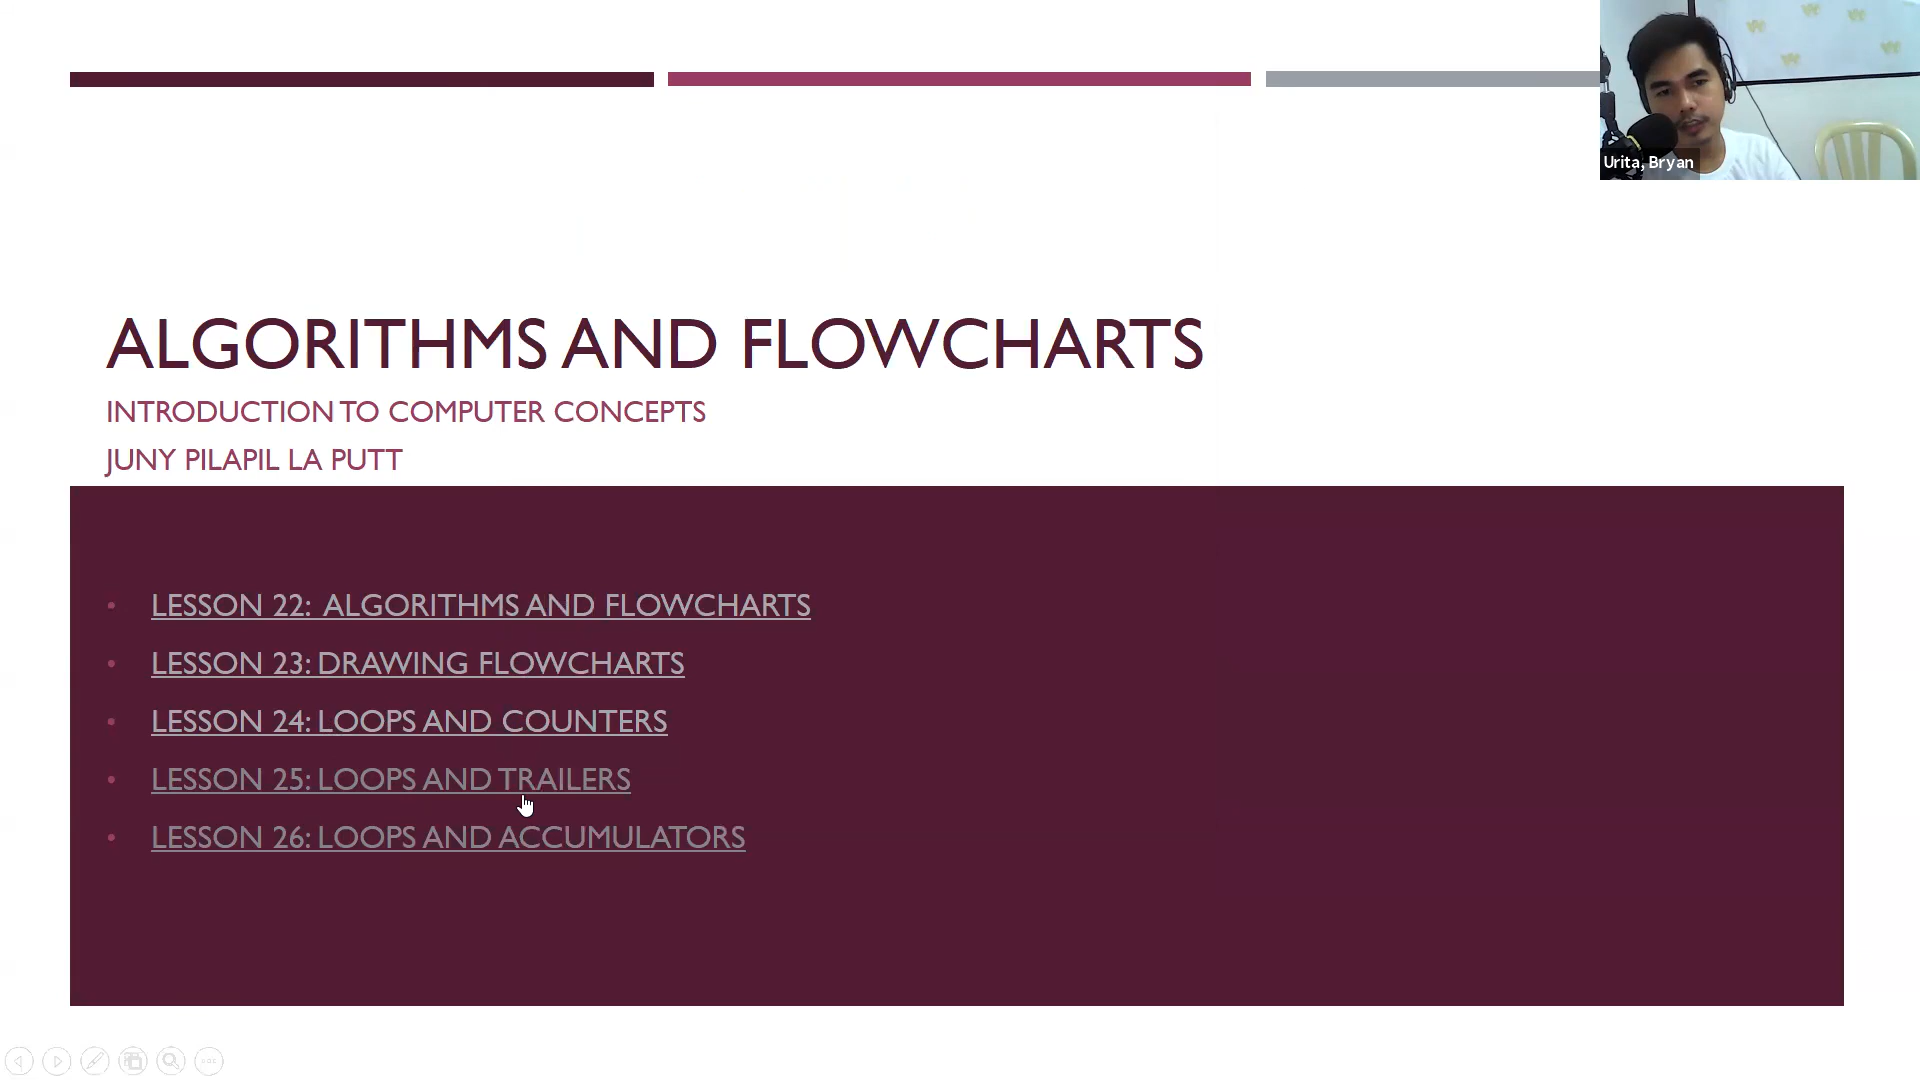 Urita, Bryan
ALGORITHMS AND FLOWCHARTS
INTRODUCTION TO COMPUTER CONCEPTS
JUNY PILAPIL LA PUTT
• LESSON 22: ALGORITHMS AND FLOWCHARTS
• LESSON 23: DRAWING FLOWCHARTS
• LESSON 24: LOOPS AND COUNTERS
• LESSON 25: LOOPS AND TRAILERS
• LESSON 26: LOOPS AND ACCUMULATORS